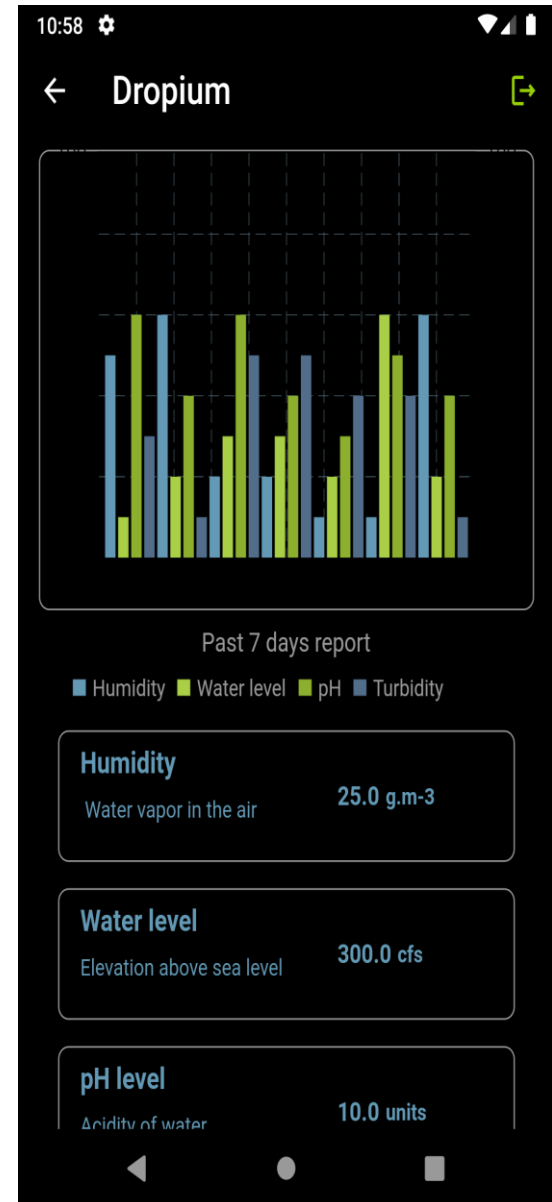 10:58
Dropium
Past 7 days report
Humidity Water level pH Turbidity
Humidity
Water vapor in the air
25.0 g.m-3
Water level
Elevation above sea level
300.0 cfs
pH level
Acidity of water
10.0 units